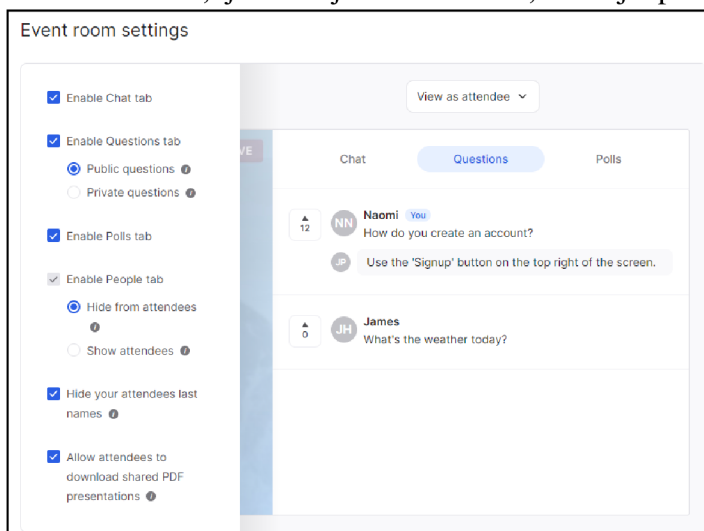 Event room settings
Enable Chat tab
Enable Questions tab
Public questions
Private questions
Enable Polls tab
Enable People tab
Hide from attendees
Show attendees
Hide your attendees last
names
Allow attendees to
download shared PDF
presentations
View as attendee
VE
Chat Questions Polls
12
NN
Naomi You
How do you create an account?
JP
Use the 'Signup' button on the top right of the screen.
0
JH
James
What's the weather today?